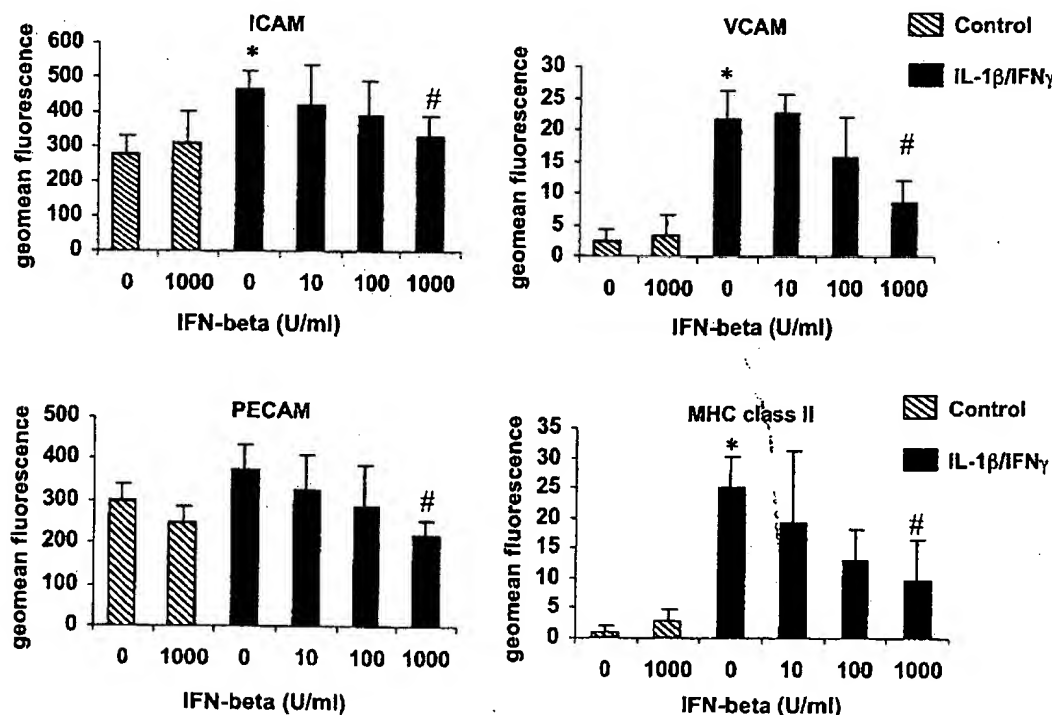 ICAM
geomean fluorescence
600
500
400
300
200
100
0
*
#
0 1000 0 10 100 1000
IFN-beta (U/ml)
VCAM
geomean fluorescence
30
25
20
15
10
5
0
*
#
0 1000 0 10 100 1000
IFN-beta (U/ml)
Control
IL-1β/IFNγ
PECAM
geomean fluorescence
500
400
300
200
100
0
#
0 1000 0 10 100 1000
IFN-beta (U/ml)
MHC class II
geomean fluorescence
35
30
25
20
15
10
5
0
*
#
0 1000 0 10 100 1000
IFN-beta (U/ml)
Control
IL-1β/IFNγ